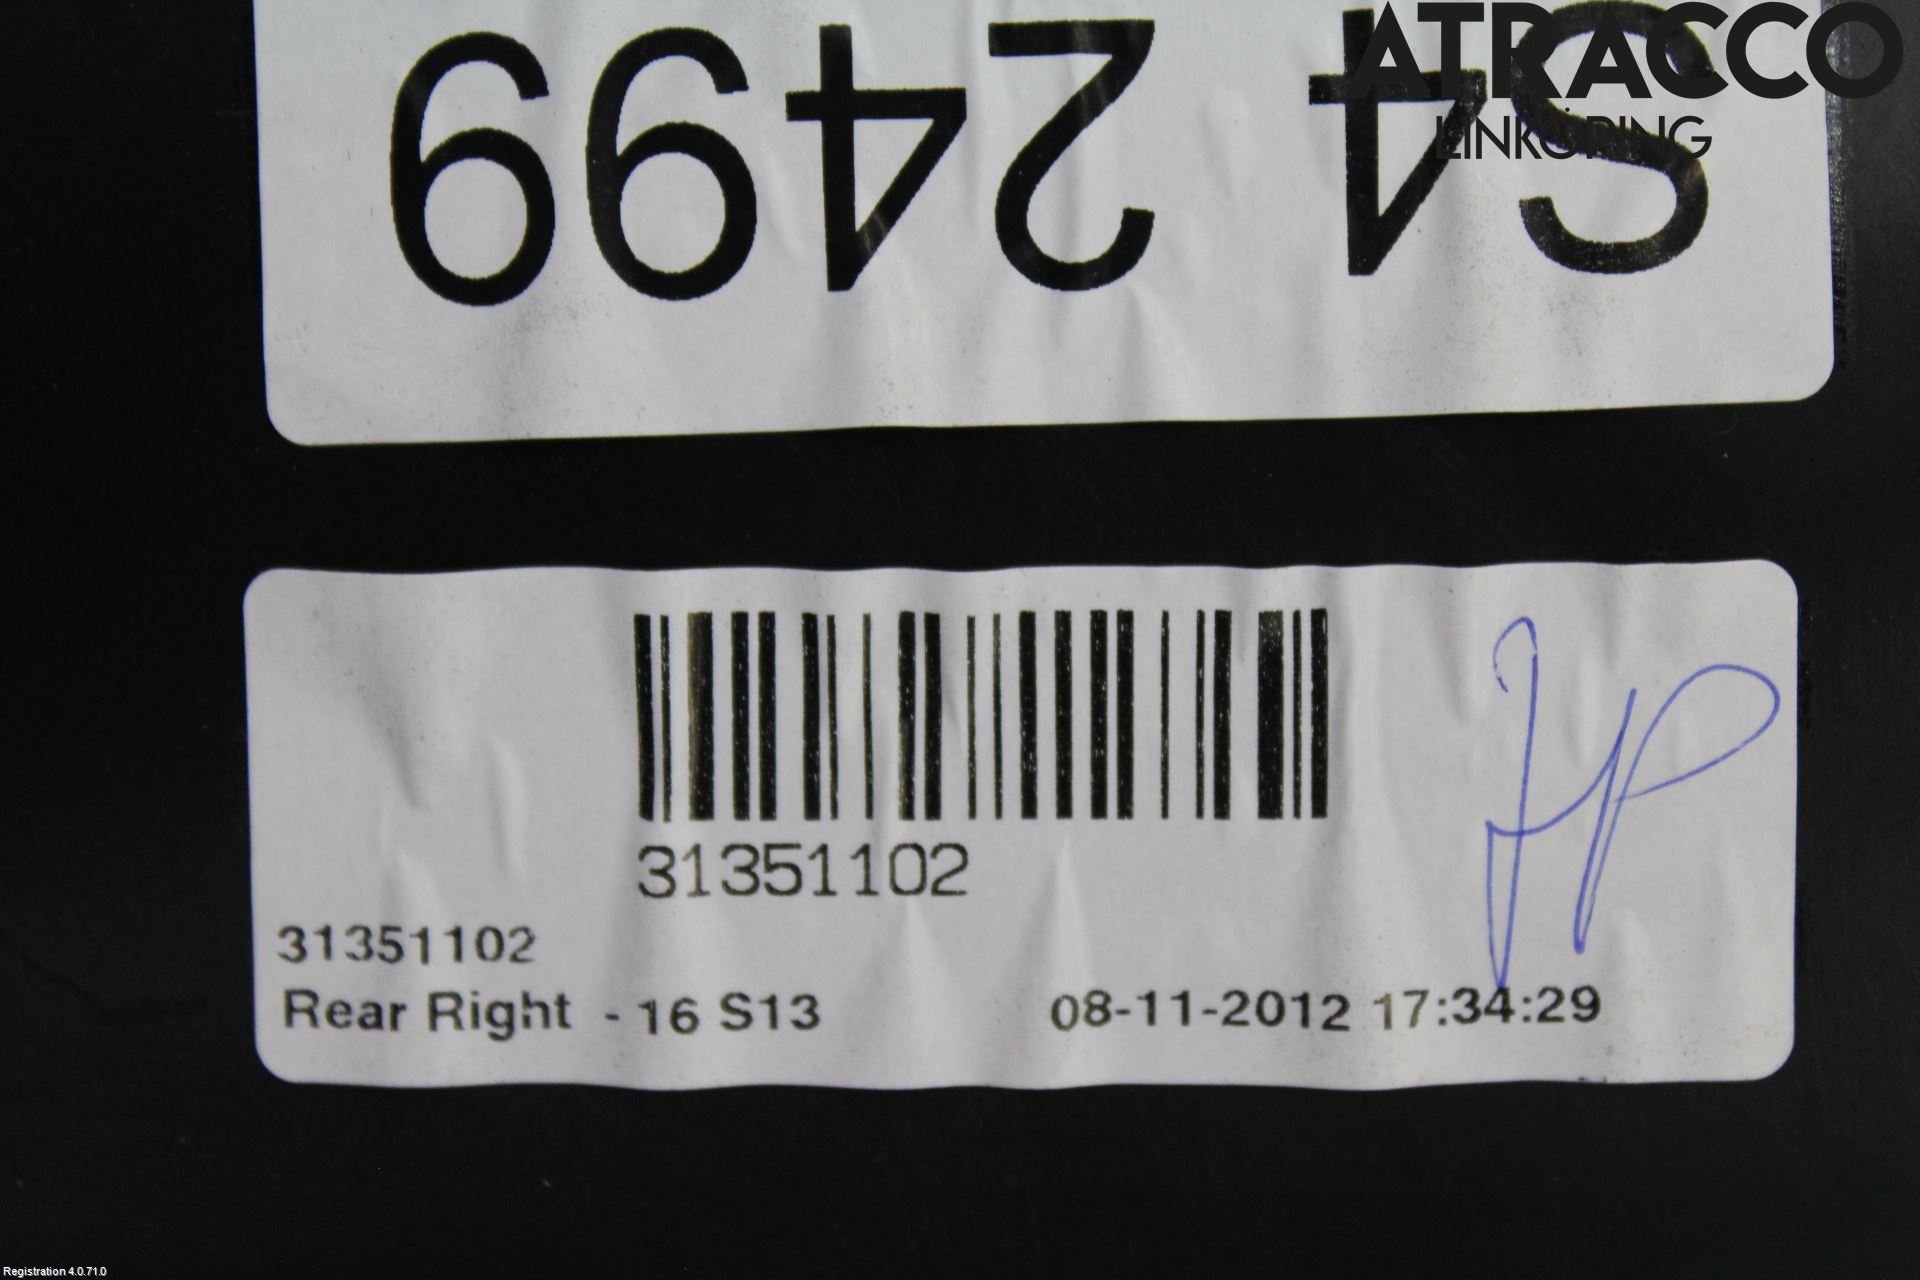 ATRACCO
LINKÖPING
S4 2499
31351102
31351102
Rear Right - 16 S13 08-11-2012 17:34:29
JP
Registration 4.0.71.0